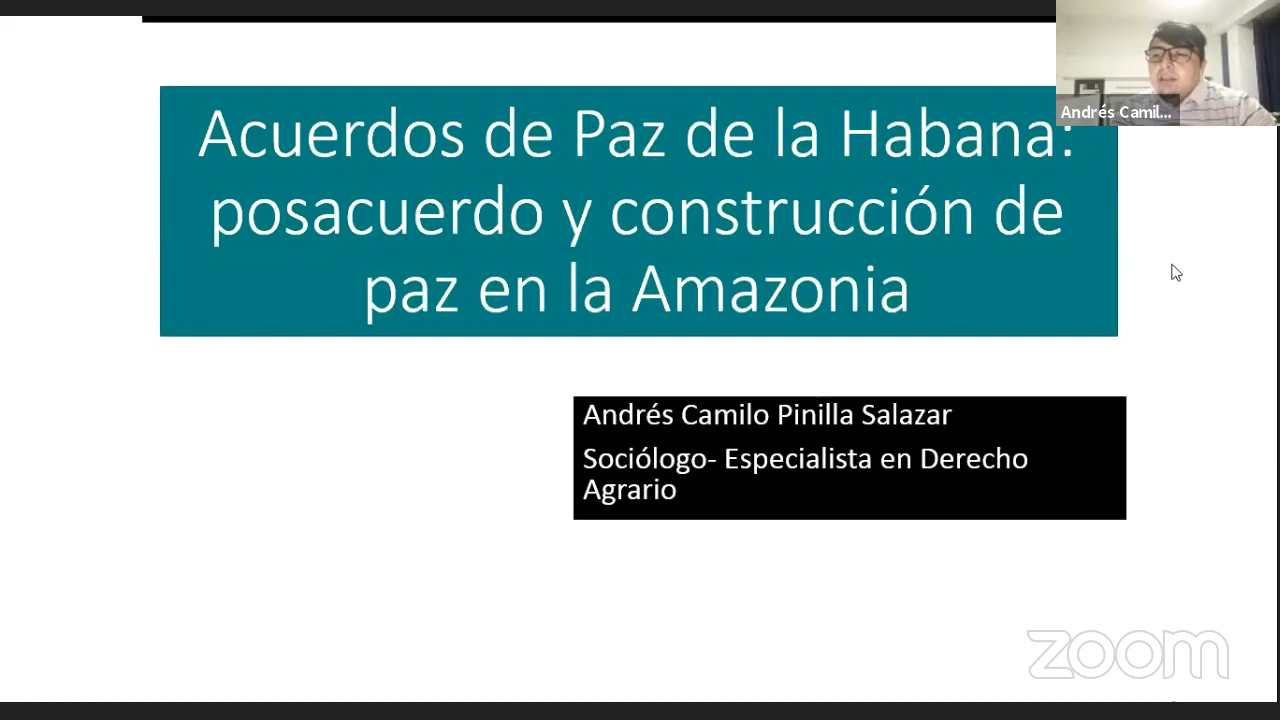 Acuerdos de Paz de la Habana:
posacuerdo y construcción de
paz en la Amazonia
Andrés Camil...
Andrés Camilo Pinilla Salazar
Sociólogo- Especialista en Derecho
Agrario
zoom